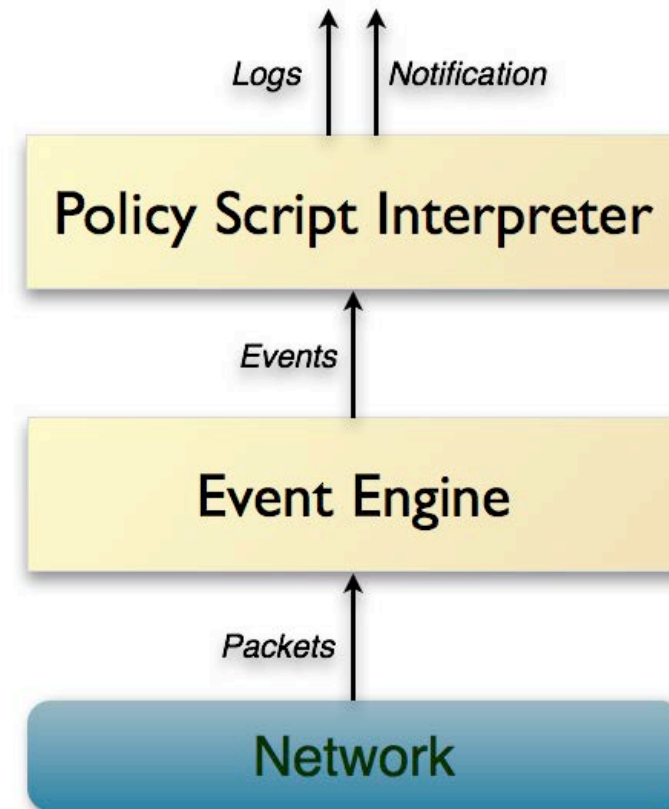 Logs Notification
Policy Script Interpreter
Events
Event Engine
Packets
Network